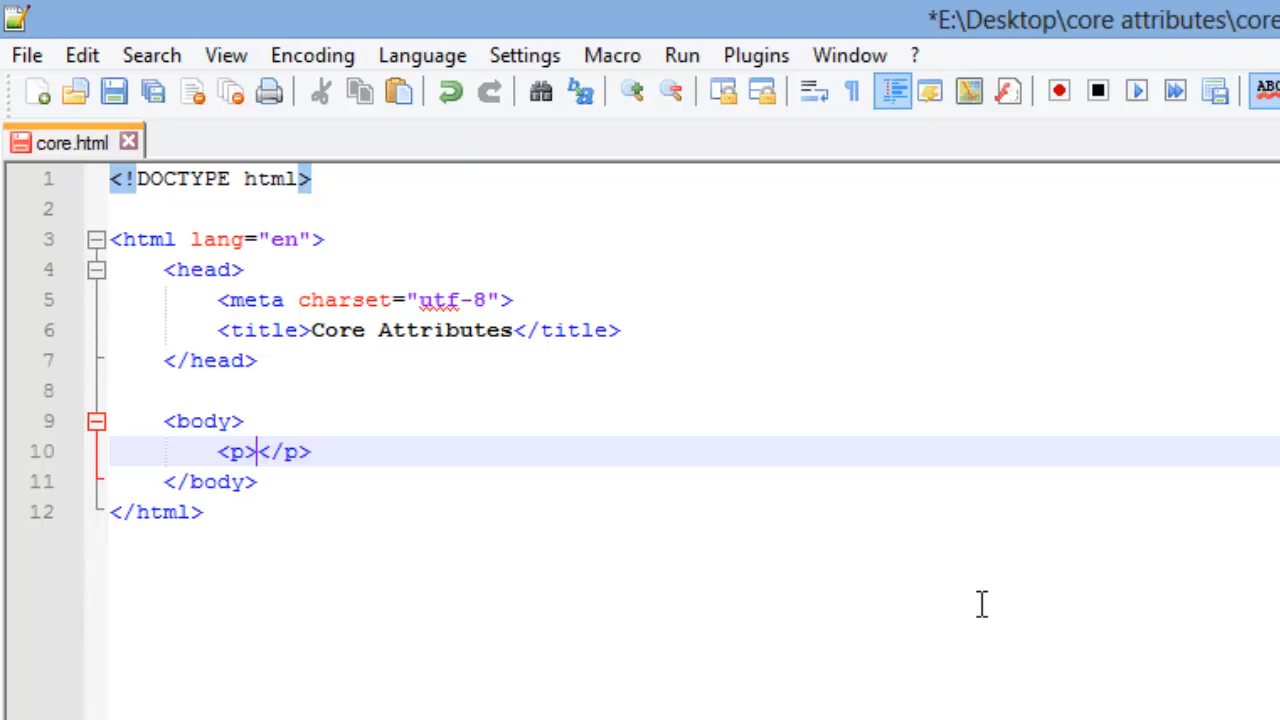 *E:\Desktop\core attributes\core
File Edit Search View Encoding Language Settings Macro Run Plugins Window ?
ABC
core.html
1 <!DOCTYPE html>
2
3 <html lang="en">
4 <head>
5 <meta charset="utf-8">
6 <title>Core Attributes</title>
7 </head>
8
9 <body>
10 <p></p>
11 </body>
12 </html>